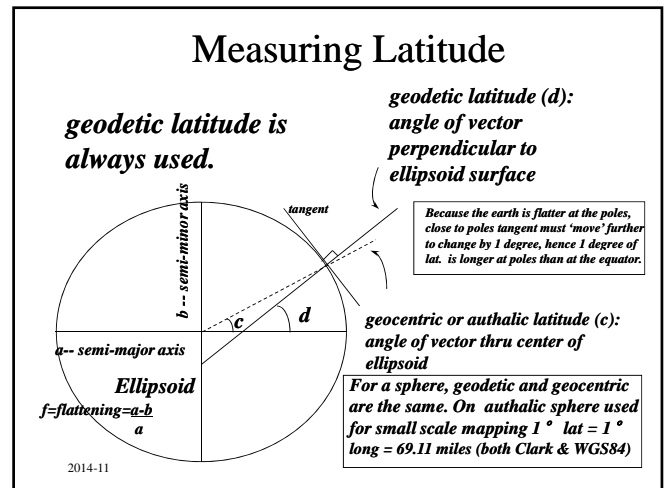 Measuring Latitude
geodetic latitude is
always used.
geodetic latitude (d):
angle of vector
perpendicular to
ellipsoid surface
b -- semi-minor axis
tangent
Because the earth is flatter at the poles,
close to poles tangent must ‘move’ further
to change by 1 degree, hence 1 degree of
lat. is longer at poles than at the equator.
c
d
a-- semi-major axis
geocentric or authalic latitude (c):
angle of vector thru center of
ellipsoid
Ellipsoid
f=flattening=a-b
a
For a sphere, geodetic and geocentric
are the same. On authalic sphere used
for small scale mapping 1° lat = 1°
long = 69.11 miles (both Clark & WGS84)
2014-11